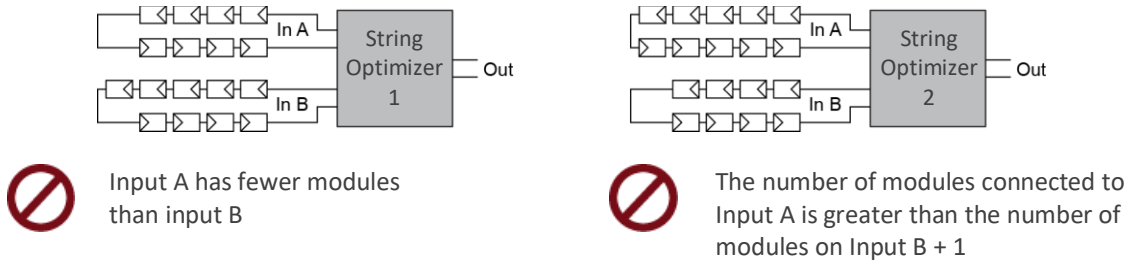 In A
String
Optimizer
1
Out
In B
Input A has fewer modules
than input B
In A
String
Optimizer
2
Out
In B
The number of modules connected to
Input A is greater than the number of
modules on Input B + 1